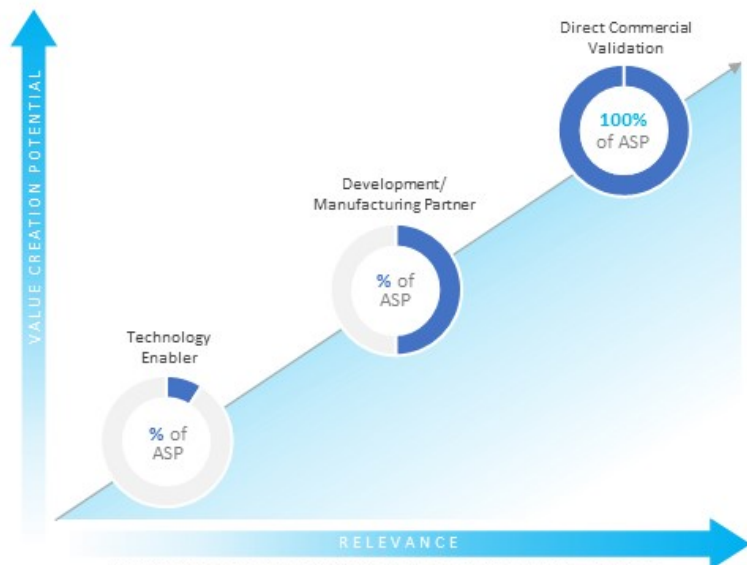 Direct Commercial
Validation
100%
of ASP
Development/
Manufacturing Partner
% of
ASP
Technology
Enabler
% of
ASP
VALUE CREATION POTENTIAL
RELEVANCE